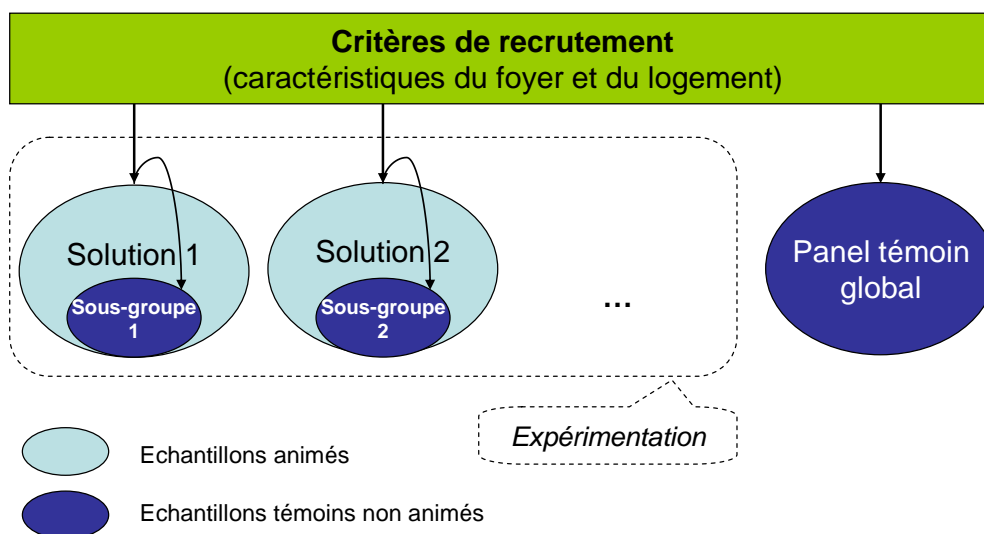 Critères de recrutement
(caractéristiques du foyer et du logement)
Solution 1
Sous-groupe
1
Solution 2
Sous-groupe
2
...
Panel témoin
global
Expérimentation
Echantillons animés
Echantillons témoins non animés